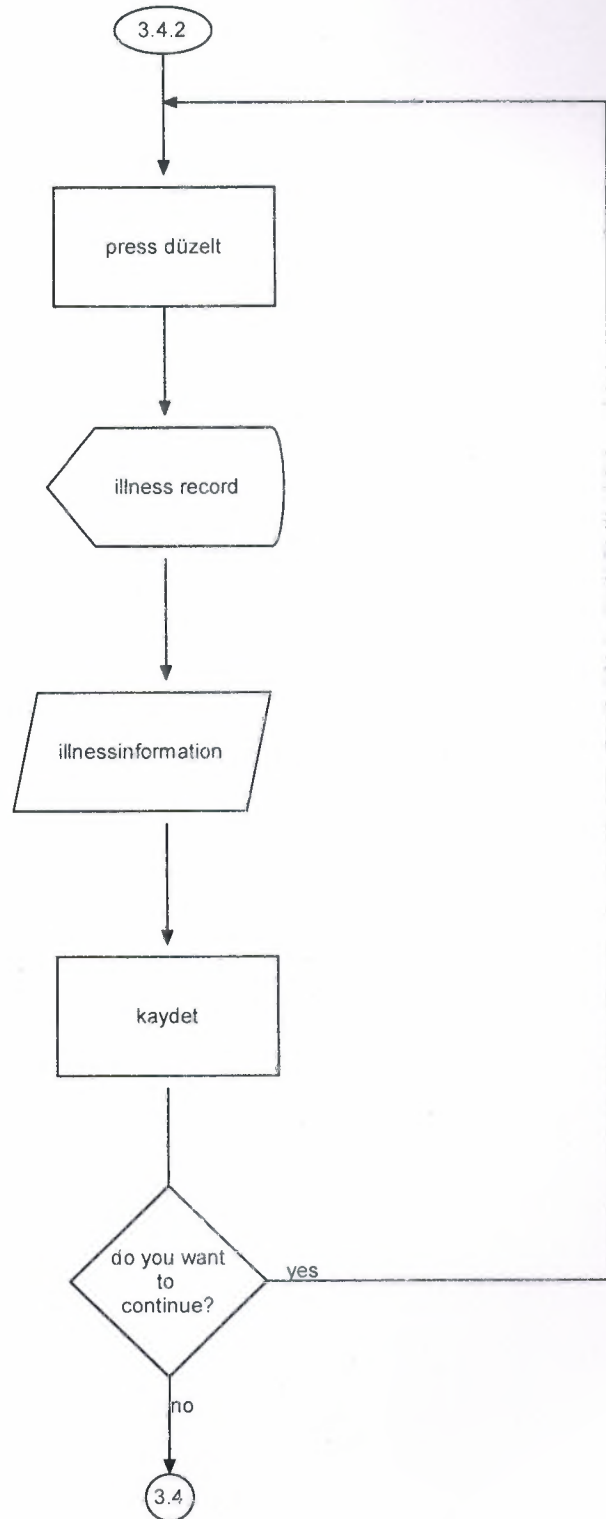 3.4.2
press düzelt
illness record
illnessinformation
kaydet
do you want
to
continue?
yes
no
3.4